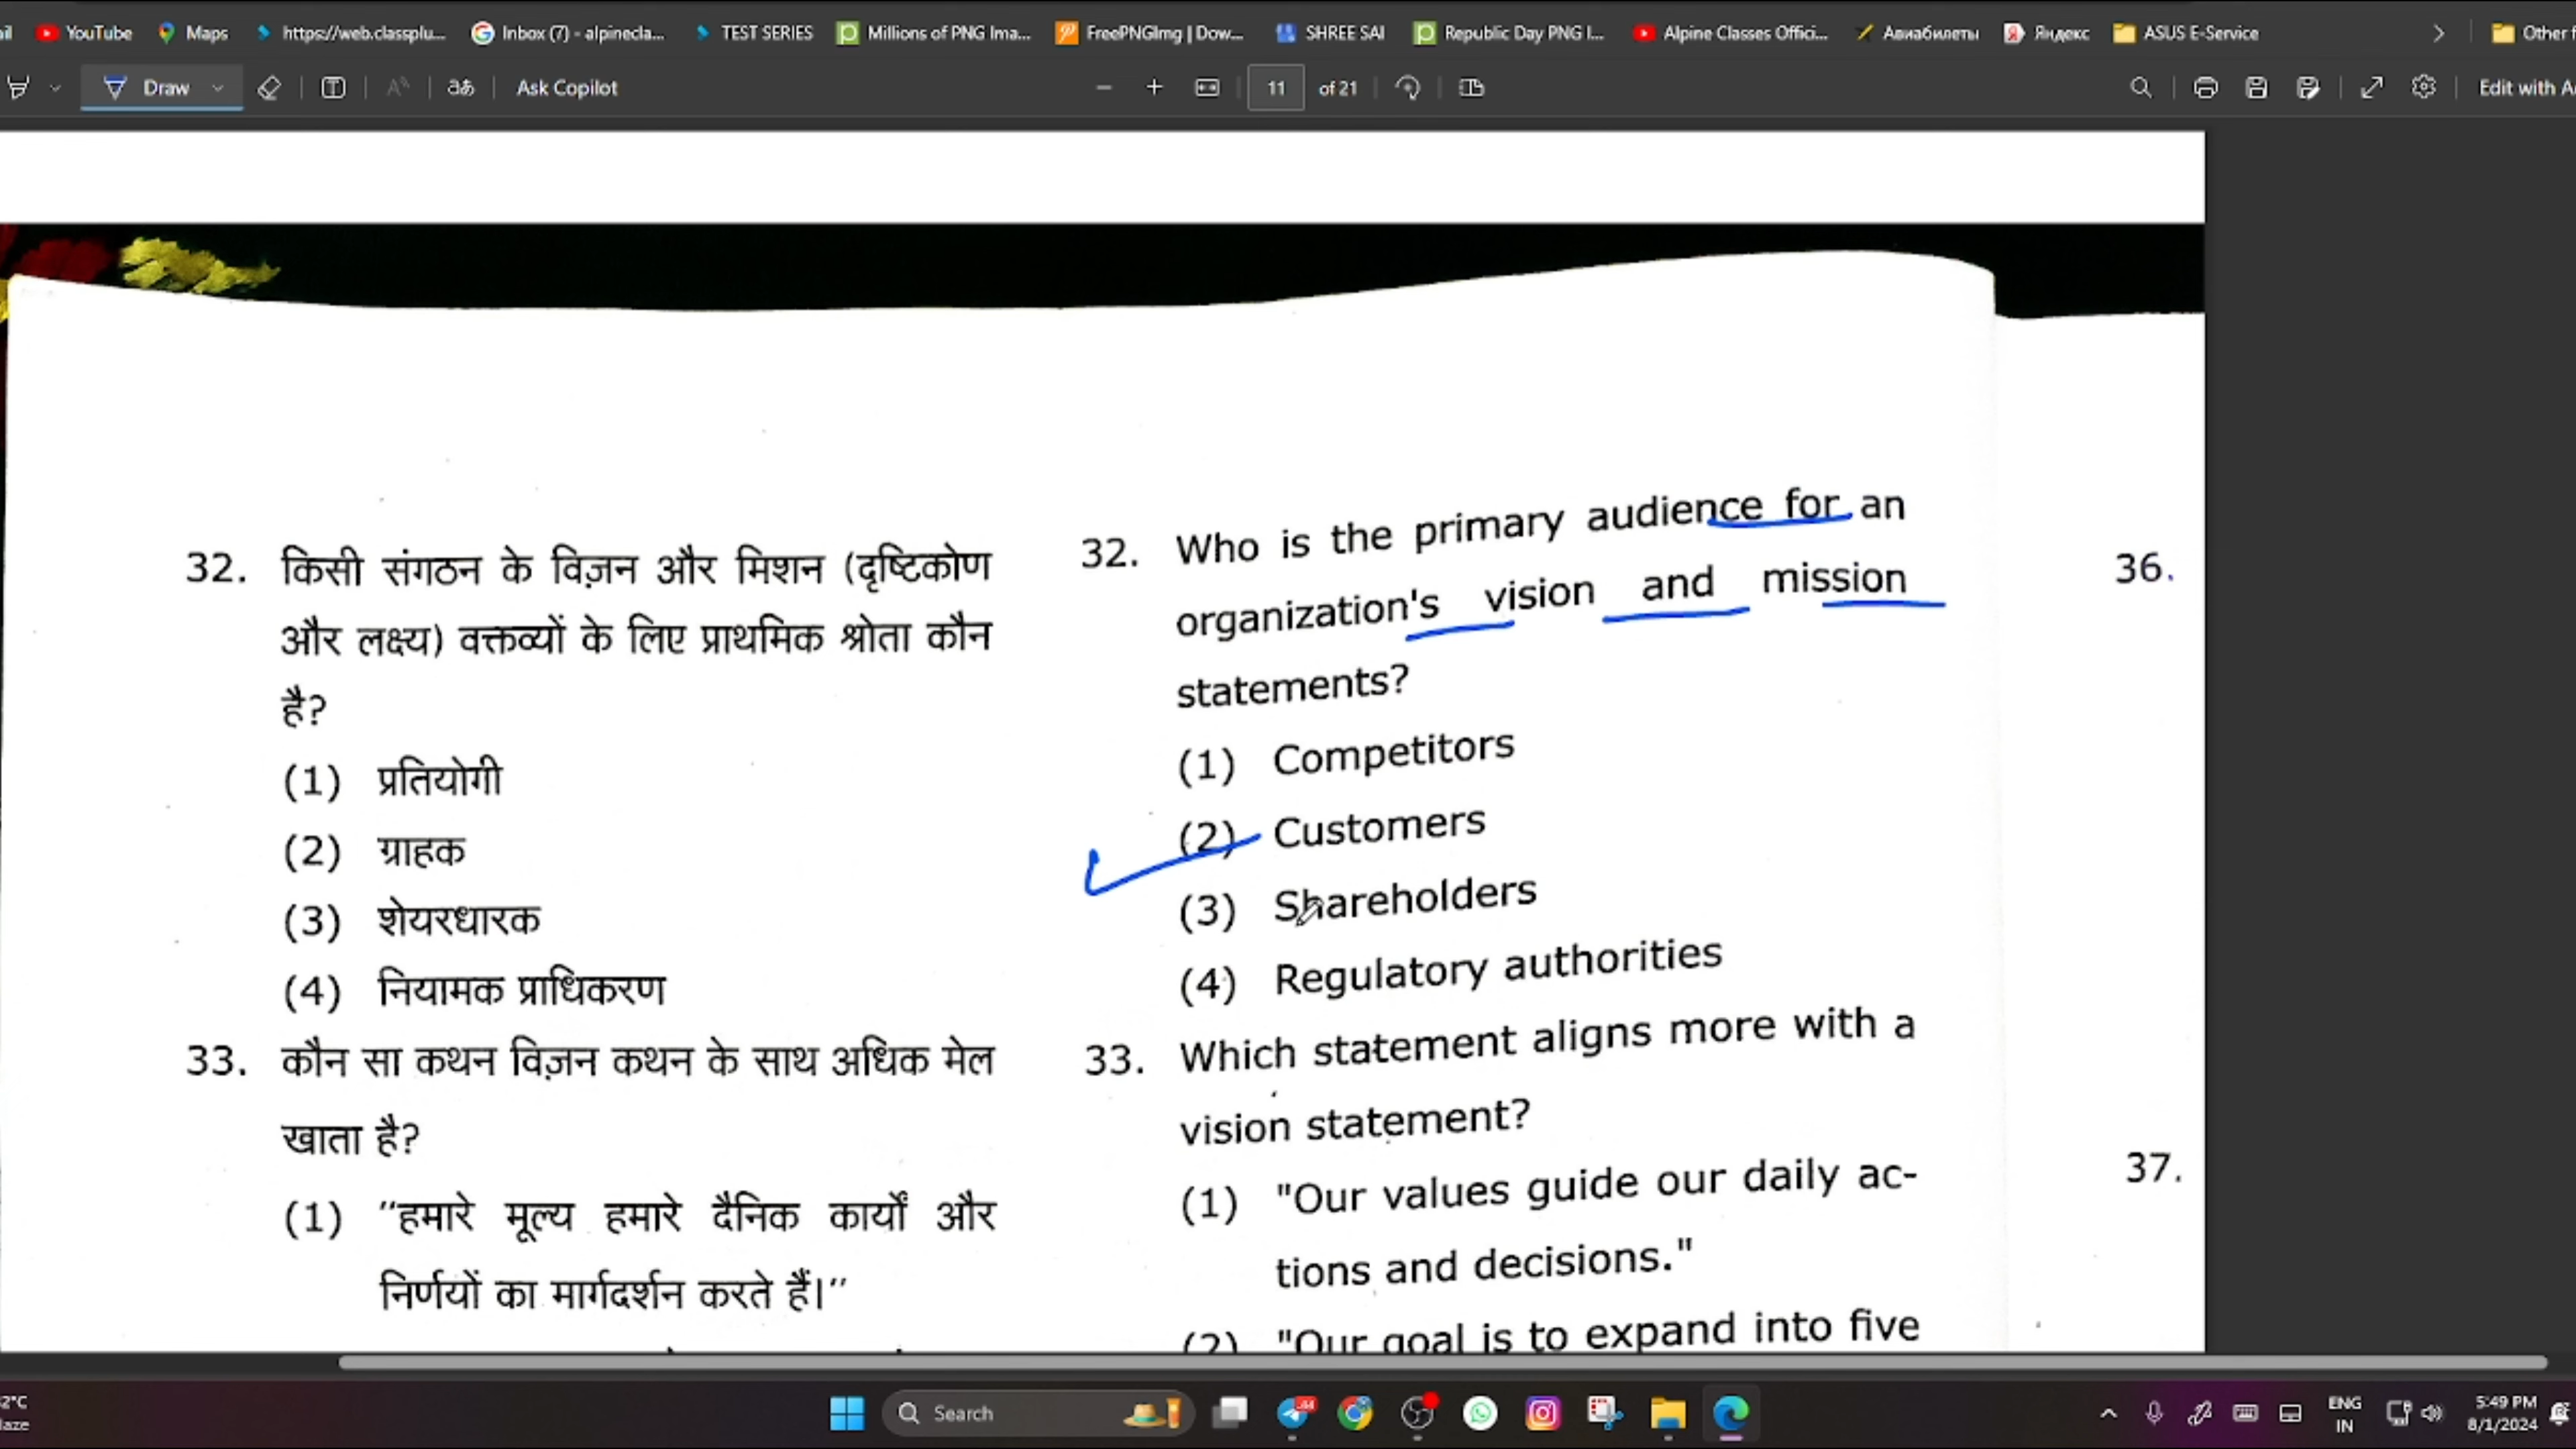 YouTube
Maps
https://web.classplu...
Inbox (7) - alpinecla...
TEST SERIES
Millions of PNG Ima...
FreePNGImg | Dow...
SHREE SAI
Republic Day PNG I...
Alpine Classes Offici...
Авиабилеты
Яндекс
ASUS E-Service
Other f
Draw
Ask Copilot
11 of 21
Edit with A
32. किसी संगठन के विज़न और मिशन (दृष्टिकोण
और लक्ष्य) वक्तव्यों के लिए प्राथमिक श्रोता कौन
है?
(1) प्रतियोगी
(2) ग्राहक
(3) शेयरधारक
(4) नियामक प्राधिकरण
33. कौन सा कथन विज़न कथन के साथ अधिक मेल
खाता है?
(1) "हमारे मूल्य हमारे दैनिक कार्यों और
निर्णयों का मार्गदर्शन करते हैं।"
32. Who is the primary audience for an
organization's vision and mission
statements?
(1) Competitors
(2) Customers
(3) Shareholders
(4) Regulatory authorities
33. Which statement aligns more with a
vision statement?
(1) "Our values guide our daily ac-
tions and decisions."
(2) "Our goal is to expand into five
36.
37.
Search
ENG
IN
5:49 PM
8/1/2024